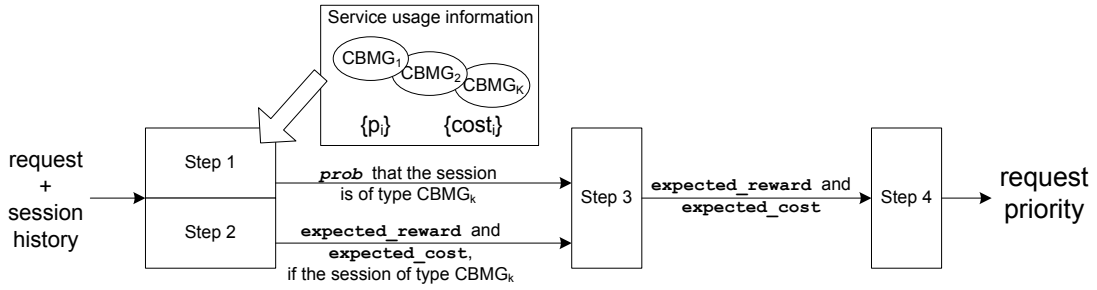 Service usage information
CBMG1
CBMG2
CBMGK
{pi} {costi}
request
+
session
history
Step 1
Step 2
prob that the session
is of type CBMGk
expected_reward and
expected_cost,
if the session of type CBMGk
Step 3
expected_reward and
expected_cost
Step 4
request
priority